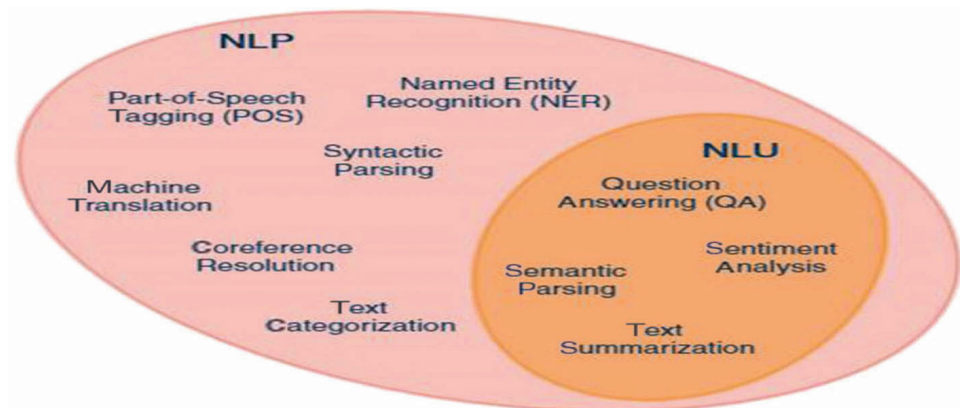 NLP
Part-of-Speech
Tagging (POS)
Named Entity
Recognition (NER)
Syntactic
Parsing
Machine
Translation
Coreference
Resolution
Text
Categorization
NLU
Question
Answering (QA)
Sentiment
Analysis
Semantic
Parsing
Text
Summarization